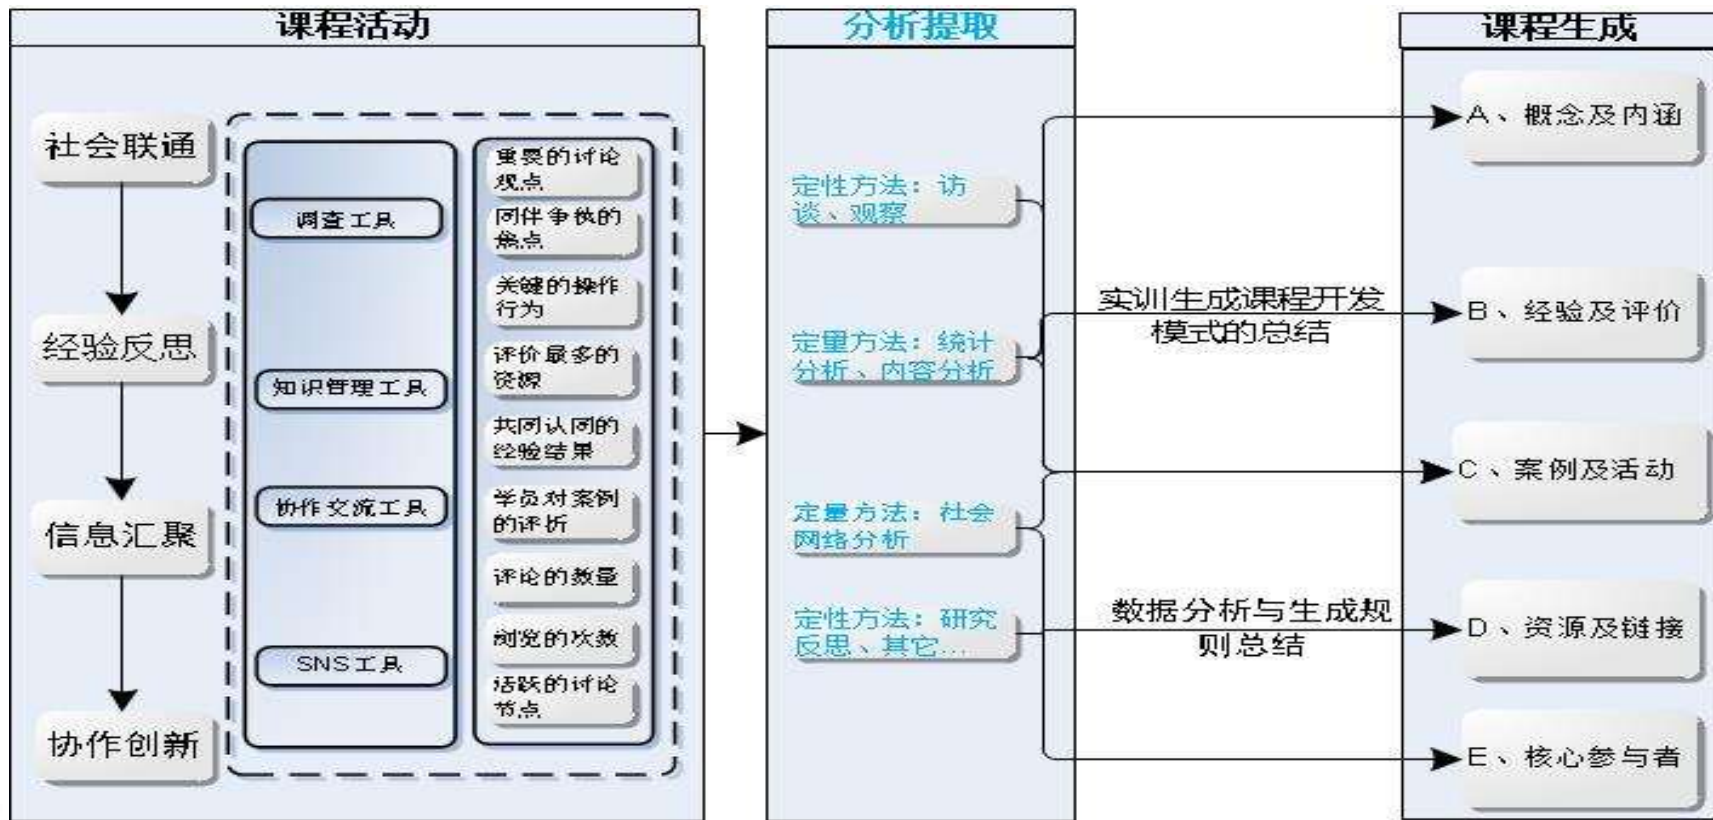 课程活动
社会联通
经验反思
信息汇聚
协作创新
调查工具
知识管理工具
协作交流工具
SNS工具
重要的讨论
观点
同伴争执的
焦点
关键的操作
行为
评价最多的
资源
共同认同的
经验结果
学员对案例
的评析
评论的数量
浏览的次数
活跃的讨论
节点
分析提取
定性方法：访
谈、观察
定量方法：统计
分析、内容分析
定量方法：社会
网络分析
定性方法：研究
反思、其它...
实训生成课程开发
模式的总结
数据分析与生成规
则总结
课程生成
A、概念及内涵
B、经验及评价
C、案例及活动
D、资源及链接
E、核心参与者